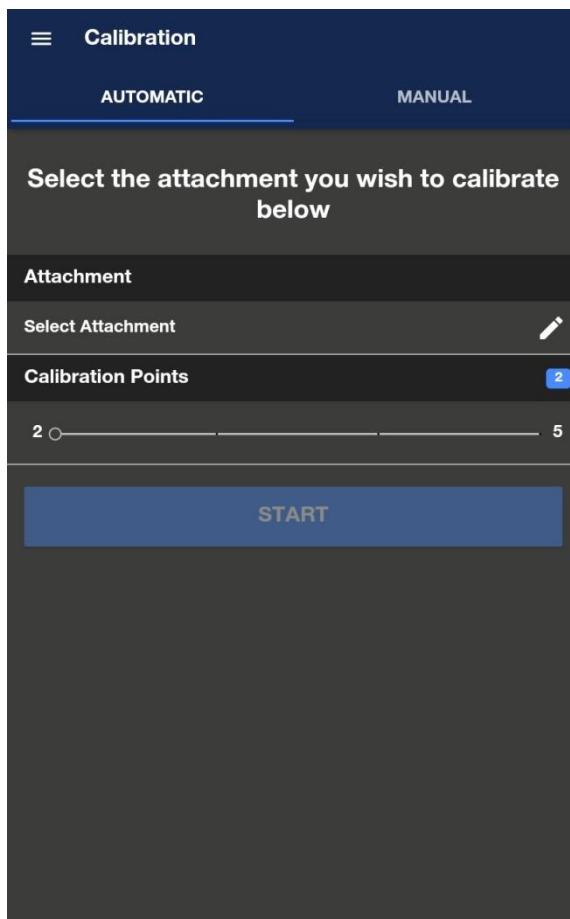 Calibration
AUTOMATIC MANUAL
Select the attachment you wish to calibrate
below
Attachment
Select Attachment
Calibration Points 2
2 5
START